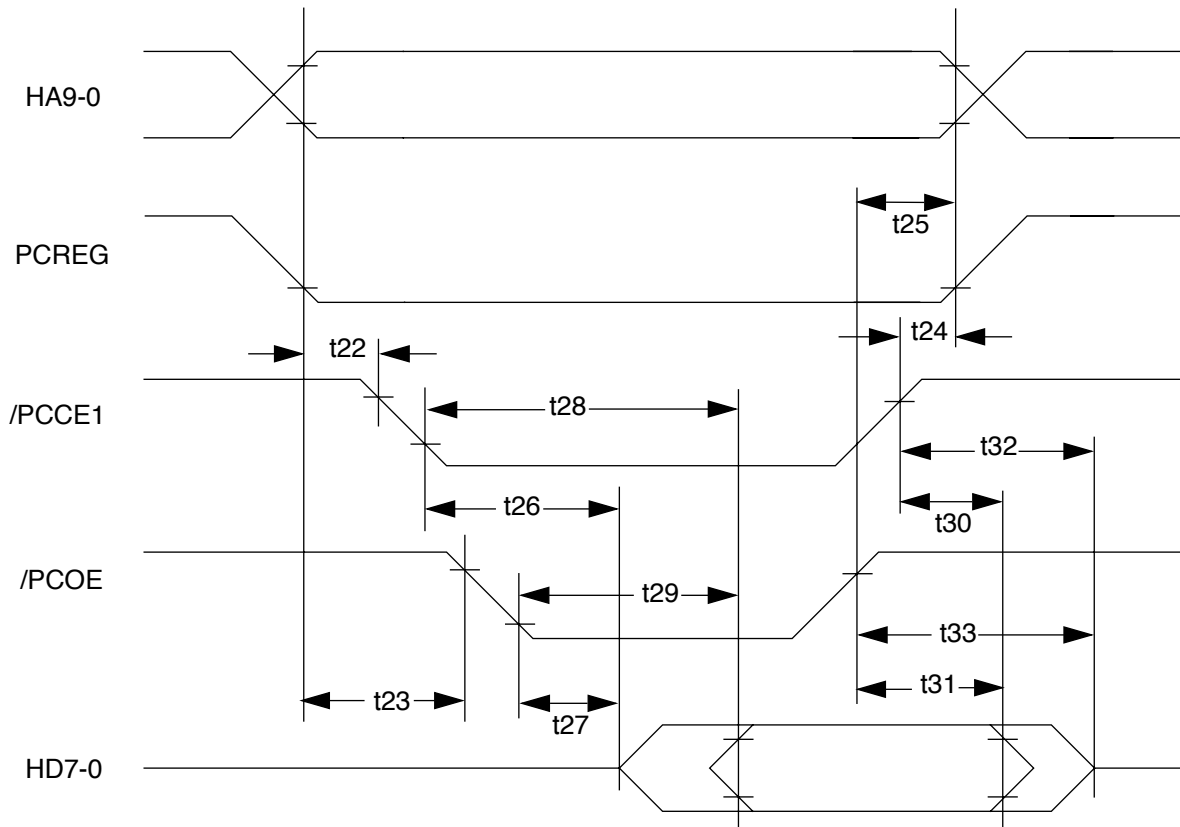 HA9-0
t25
PCREG
t24
t22
/PCCE1
t28
t32
t26
t30
/PCOE
t29
t33
t31
t23
t27
HD7-0